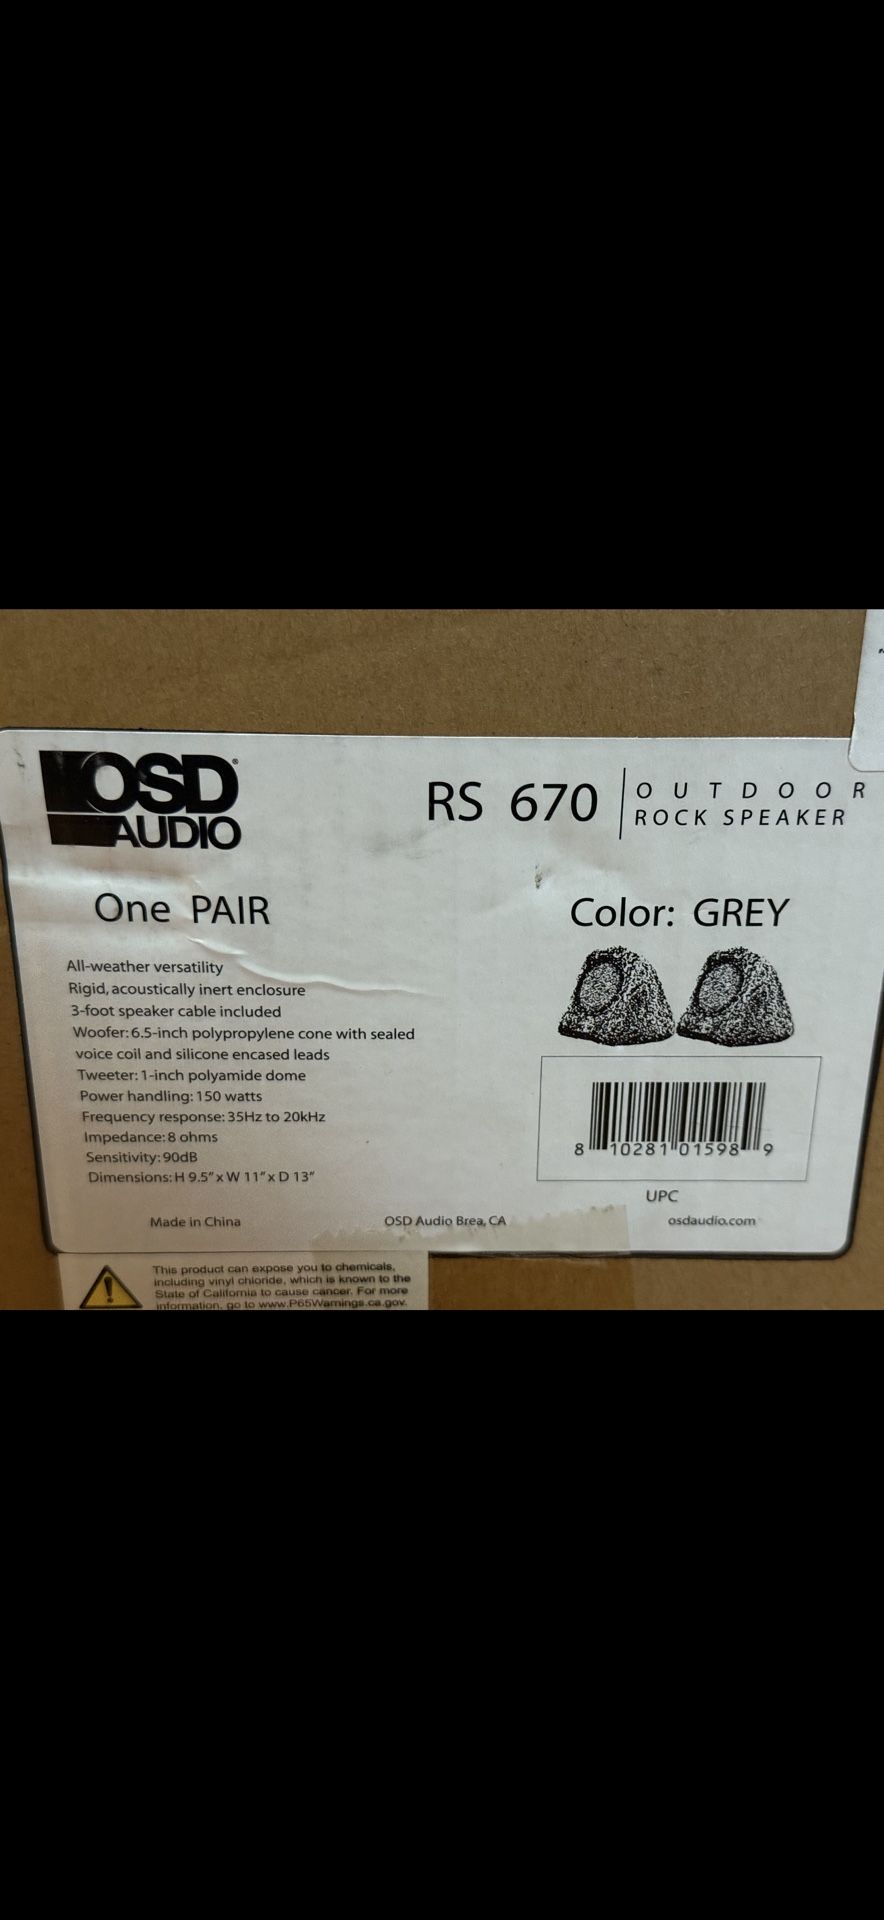 OSD®
AUDIO
RS 670
OUTDOOR
ROCK SPEAKER
One PAIR
Color: GREY
All-weather versatility
Rigid, acoustically inert enclosure
3-foot speaker cable included
Woofer: 6.5-inch polypropylene cone with sealed
voice coil and silicone encased leads
Tweeter: 1-inch polyamide dome
Power handling: 150 watts
Frequency response: 35Hz to 20kHz
Impedance: 8 ohms
Sensitivity: 90dB
Dimensions: H 9.5" x W 11" x D 13"
8 10281 01598 9
UPC
Made in China
OSD Audio Brea, CA
osdaudio.com
This product can expose you to chemicals,
including vinyl chloride, which is known to the
State of California to cause cancer. For more
information, go to www.P65Warnings.ca.gov.